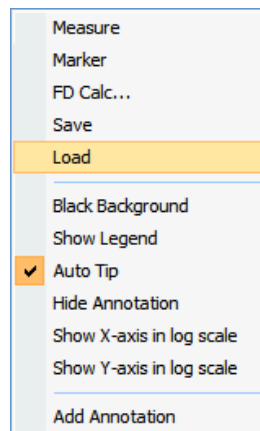 Measure
Marker
FD Calc...
Save
Load
Black Background
Show Legend
Auto Tip
Hide Annotation
Show X-axis in log scale
Show Y-axis in log scale
Add Annotation